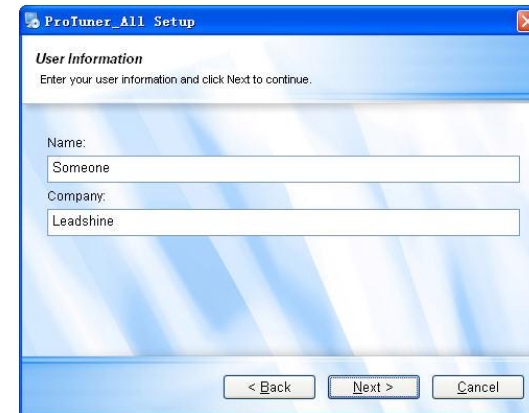 ProTuner_All Setup
User Information
Enter your user information and click Next to continue.
Name:
Someone
Company:
Leadshine
< Back
Next >
Cancel